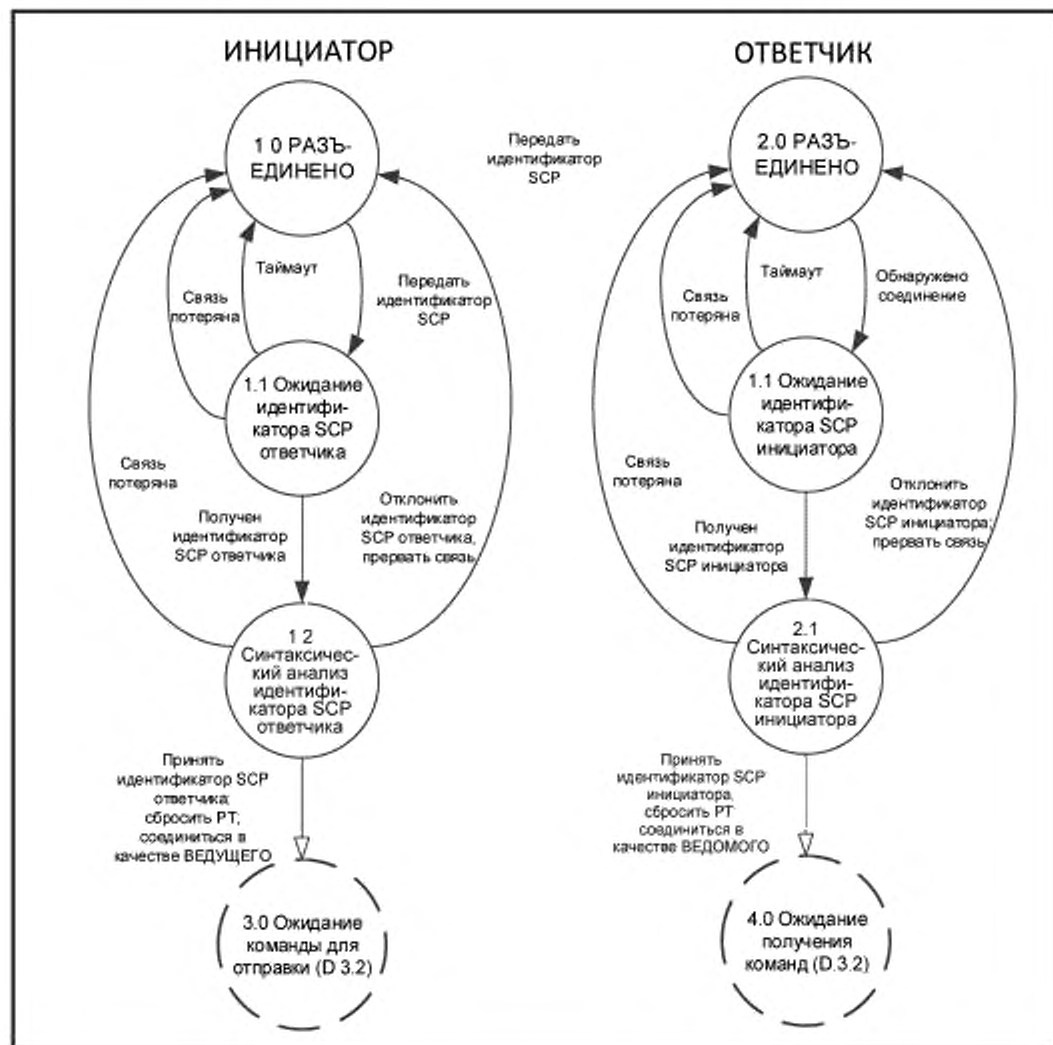 ИНИЦИАТОР
1 0 РАЗЪ-
ЕДИНЕНО
Таймаут
Связь
потеряна
Передать
идентификатор
SCP
1.1 Ожидание
идентифи-
катора SCP
ответчика
Связь
потеряна
Получен
идентификатор
SCP ответчика
Отклонить
идентификатор
SCP ответчика,
прервать связь
1 2
Синтаксичес-
кий анализ
идентифи-
катора SCP
ответчика
Принять
идентификатор SCP
ответчика;
сбросить РТ;
соединиться в
качестве ВЕДУЩЕГО
3.0 Ожидание
команды для
отправки (D 3.2)
Передать
идентификатор
SCP
ОТВЕТЧИК
2.0 РАЗЪ-
ЕДИНЕНО
Таймаут
Связь
потеряна
Обнаружено
соединение
1.1 Ожидание
идентифи-
катора SCP
инициатора
Связь
потеряна
Получен
идентификатор
SCP инициатора
Отклонить
идентификатор
SCP инициатора;
прервать связь
2.1
Синтаксичес-
кий анализ
идентифи-
катора SCP
инициатора
Принять
идентификатор SCP
инициатора,
сбросить РТ
соединиться в
качестве ВЕДОМОГО
4.0 Ожидание
получения
команд (D.3.2)